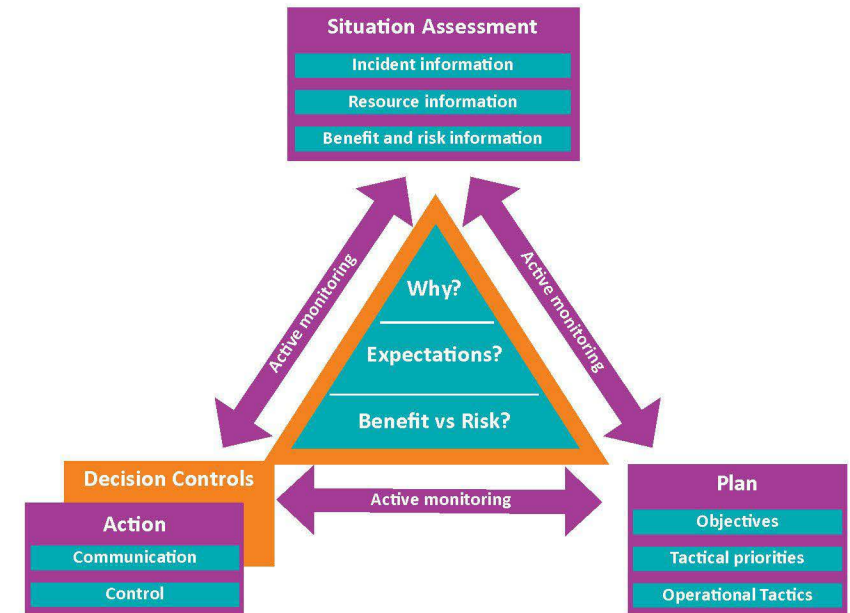 Situation Assessment
Incident information
Resource information
Benefit and risk information
Active monitoring
Active monitoring
Why?
Expectations?
Benefit vs Risk?
Decision Controls
Action
Communication
Control
Active monitoring
Plan
Objectives
Tactical priorities
Operational Tactics